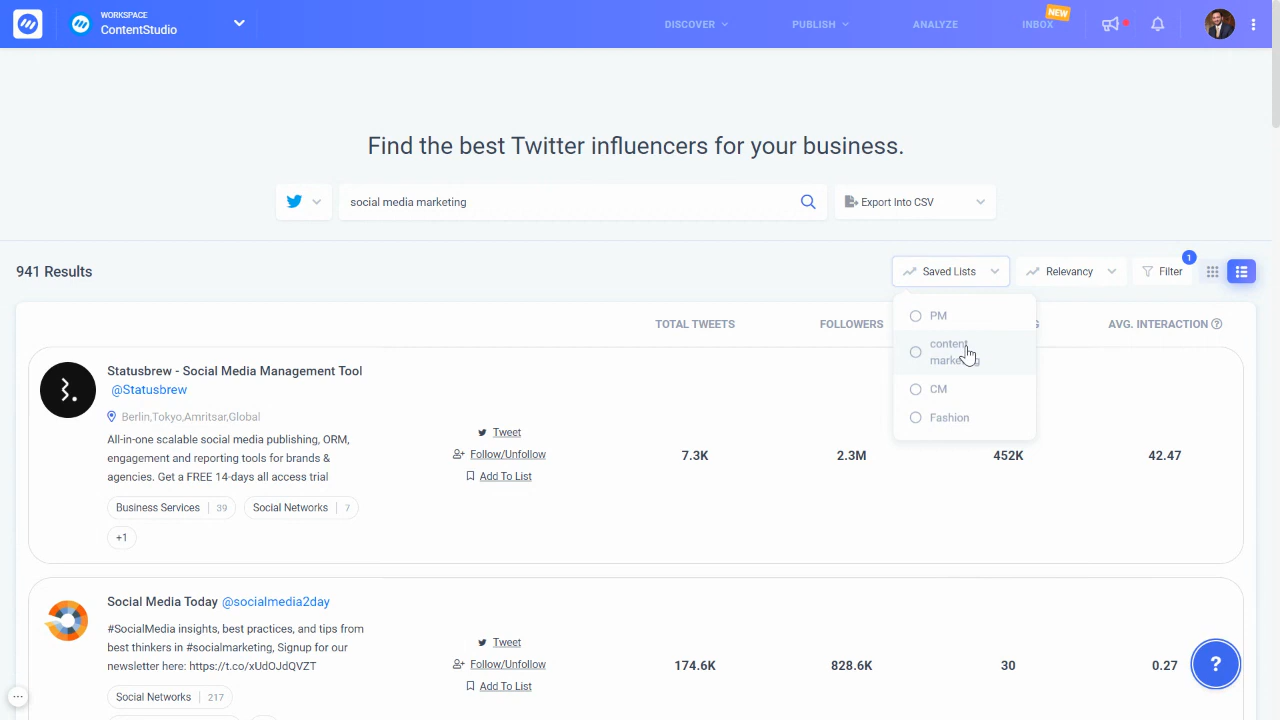 WORKSPACE
ContentStudio
DISCOVER
PUBLISH
ANALYZE
INBOX
NEW
Find the best Twitter influencers for your business.
social media marketing
Export Into CSV
941 Results
Saved Lists
Relevancy
Filter
1
PM
content
CM
Fashion
TOTAL TWEETS
FOLLOWERS
AVG. INTERACTION
Statusbrew - Social Media Management Tool
@Statusbrew
Berlin,Tokyo,Amritsar,Global
All-in-one scalable social media publishing, ORM,
engagement and reporting tools for brands &
agencies. Get a FREE 14-days all access trial
Business Services 39
Social Networks 7
+1
Tweet
Follow/Unfollow
Add To List
7.3K
2.3M
452K
42.47
Social Media Today @socialmedia2day
#SocialMedia insights, best practices, and tips from
best thinkers in #socialmarketing, Signup for our
newsletter here: https://t.co/xUdOJdQVZT
Social Networks 217
Tweet
Follow/Unfollow
Add To List
174.6K
828.6K
30
0.27
?